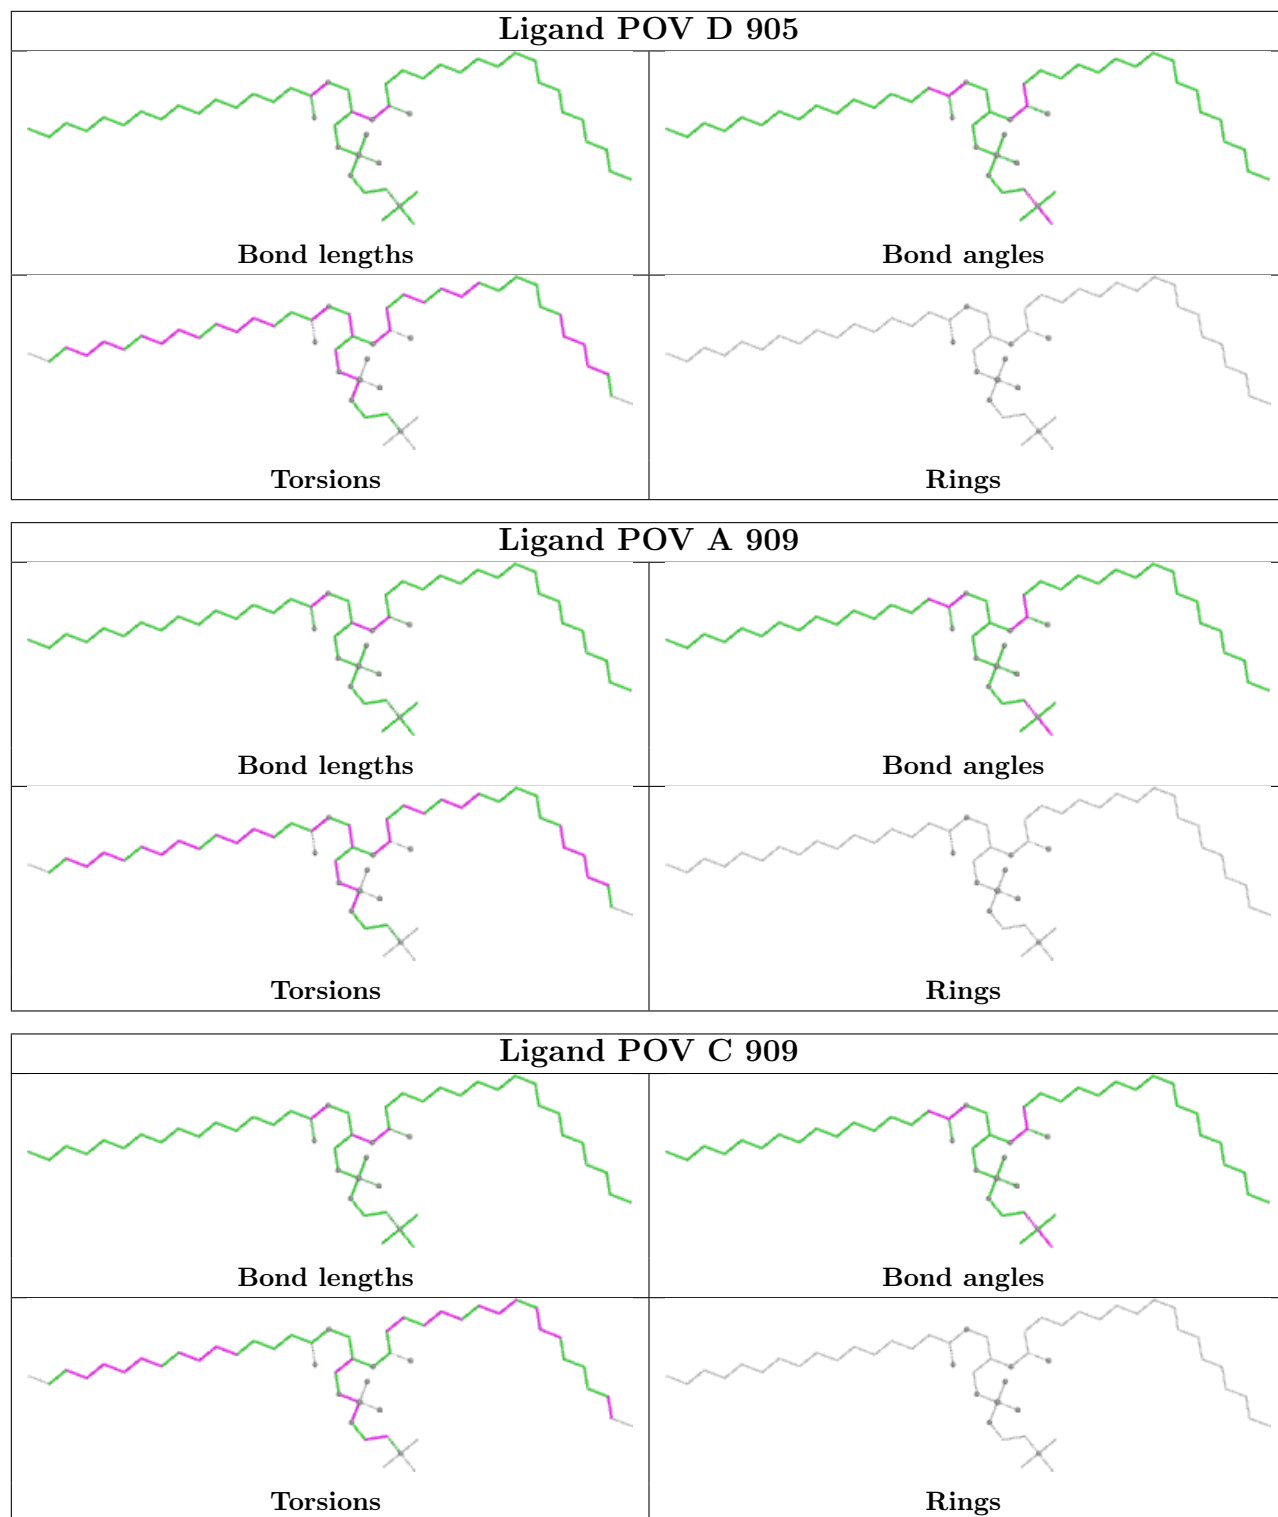 Ligand POV D 905
Bond lengths
Bond angles
Torsions
Rings
Ligand POV A 909
Bond lengths
Bond angles
Torsions
Rings
Ligand POV C 909
Bond lengths
Bond angles
Torsions
Rings